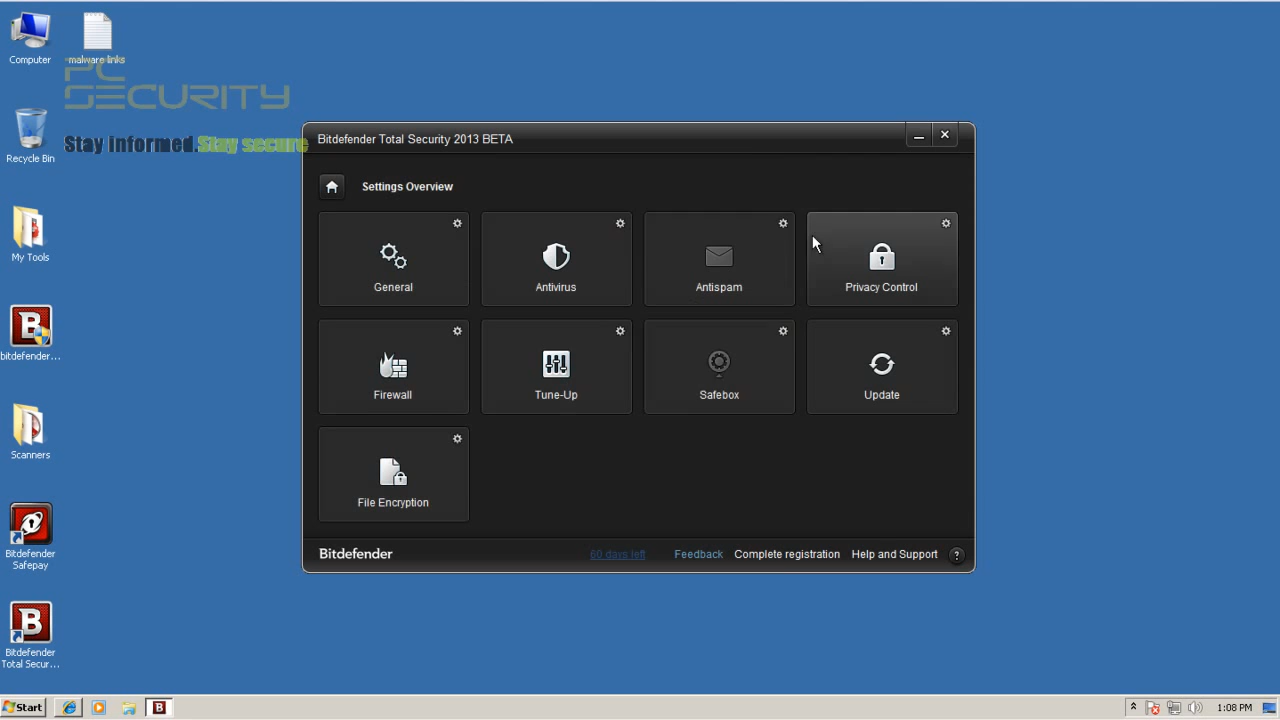 Computer
malware links
PC
SECURITY
Stay informed.Stay secure
Recycle Bin
My Tools
bitdefender...
Scanners
Bitdefender
Safepay
Bitdefender
Total Secur...
Bitdefender Total Security 2013 BETA
Settings Overview
General
Antivirus
Antispam
Privacy Control
Firewall
Tune-Up
Safebox
Update
File Encryption
Bitdefender
60 days left
Feedback
Complete registration
Help and Support
?
Start
1:08 PM